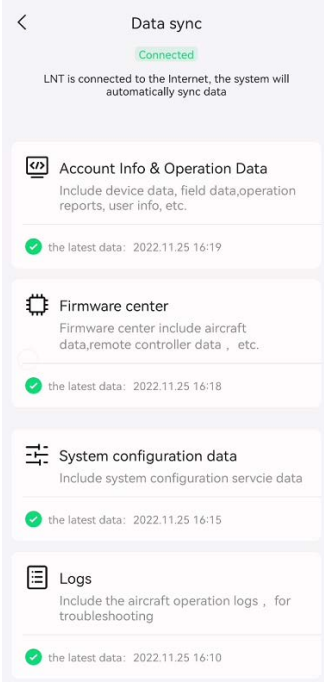 Data sync
Connected
LNT is connected to the Internet, the system will
automatically sync data
Account Info & Operation Data
Include device data, field data,operation
reports, user info, etc.
the latest data: 2022.11.25 16:19
Firmware center
Firmware center include aircraft
data,remote controller data ,  etc.
the latest data: 2022.11.25 16:18
System configuration data
Include system configuration servcie data
the latest data: 2022.11.25 16:15
Logs
Include the aircraft operation logs ,  for
troubleshooting
the latest data: 2022.11.25 16:10